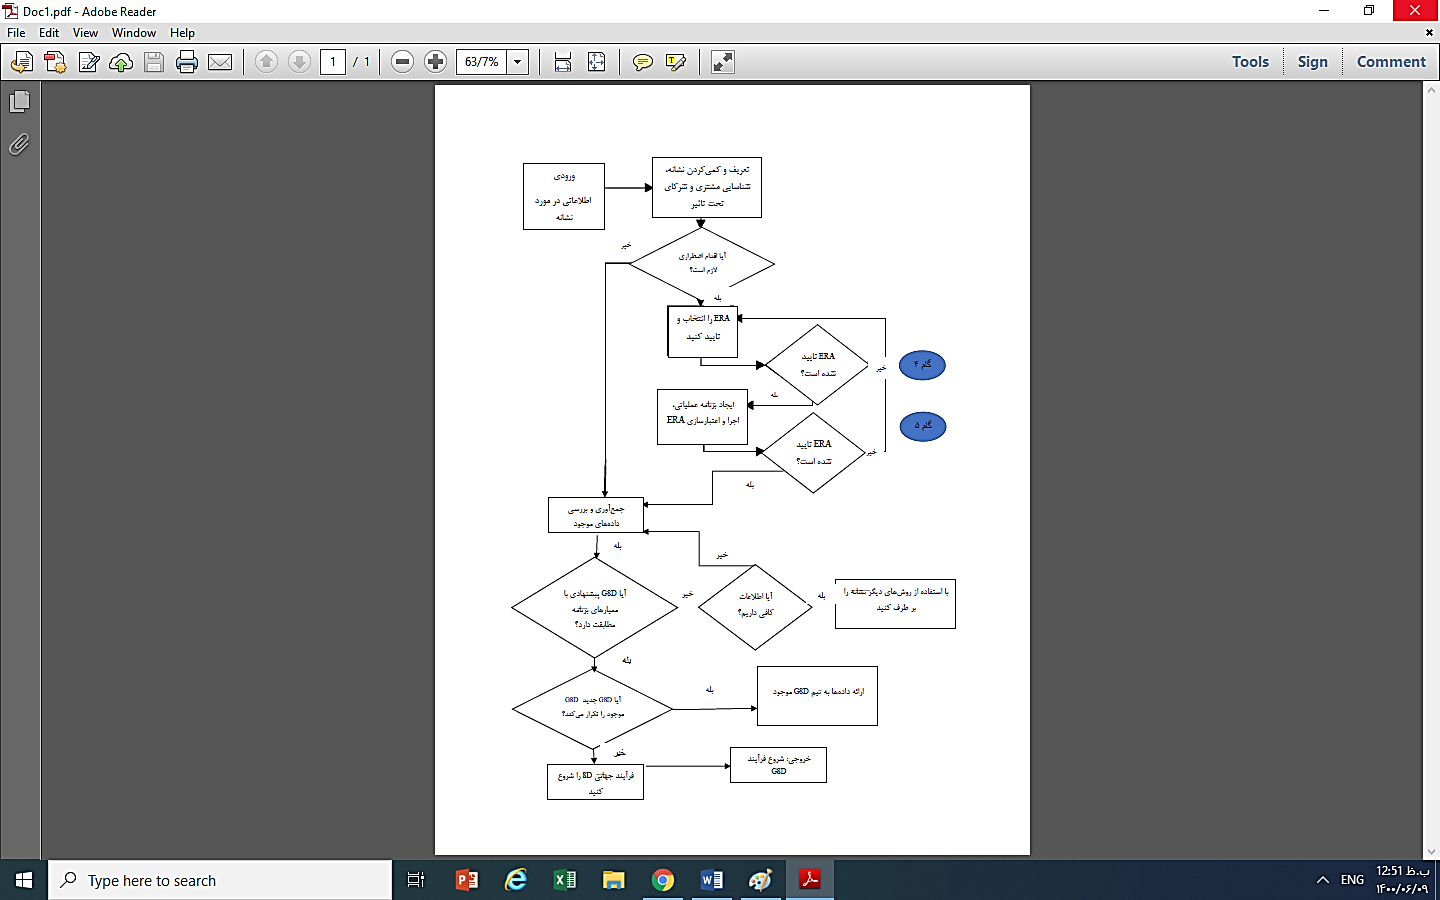 Doc1.pdf - Adobe Reader
File Edit View Window Help
1 / 1
63/7%
Tools Sign Comment
ورودی
اطلاعاتی در مورد
نشانه
تعریف و کمی‌کردن نشانه،
شناسایی مشتری و شرکای
تحت تاثیر
خیر
آیا اقدام اضطراری
لازم است؟
بله
ERA را انتخاب و
تایید کنید
ERA تایید
شده است؟
خیر
گام ۴
بله
ایجاد برنامه عملیاتی،
اجرا و اعتبارسازی ERA
گام ۵
ERA تایید
شده است؟
خیر
بله
جمع‌آوری و بررسی
داده‌های موجود
بله
خیر
آیا G8D پیشنهادی با
معیارهای برنامه
مطابقت دارد؟
خیر
آیا اطلاعات
کافی داریم؟
بله
با استفاده از روش‌های دیگر نشانه را
بر طرف کنید
بله
آیا G8D جدید G8D
موجود را تکرار می‌کند؟
بله
ارائه داده‌ها به تیم G8D موجود
خیر
فرآیند جهانی 8D را شروع
کنید
خروجی: شروع فرآیند
G8D
Type here to search
ENG
12:51 ب.ظ
۱۴۰۰/۰۶/۰۹